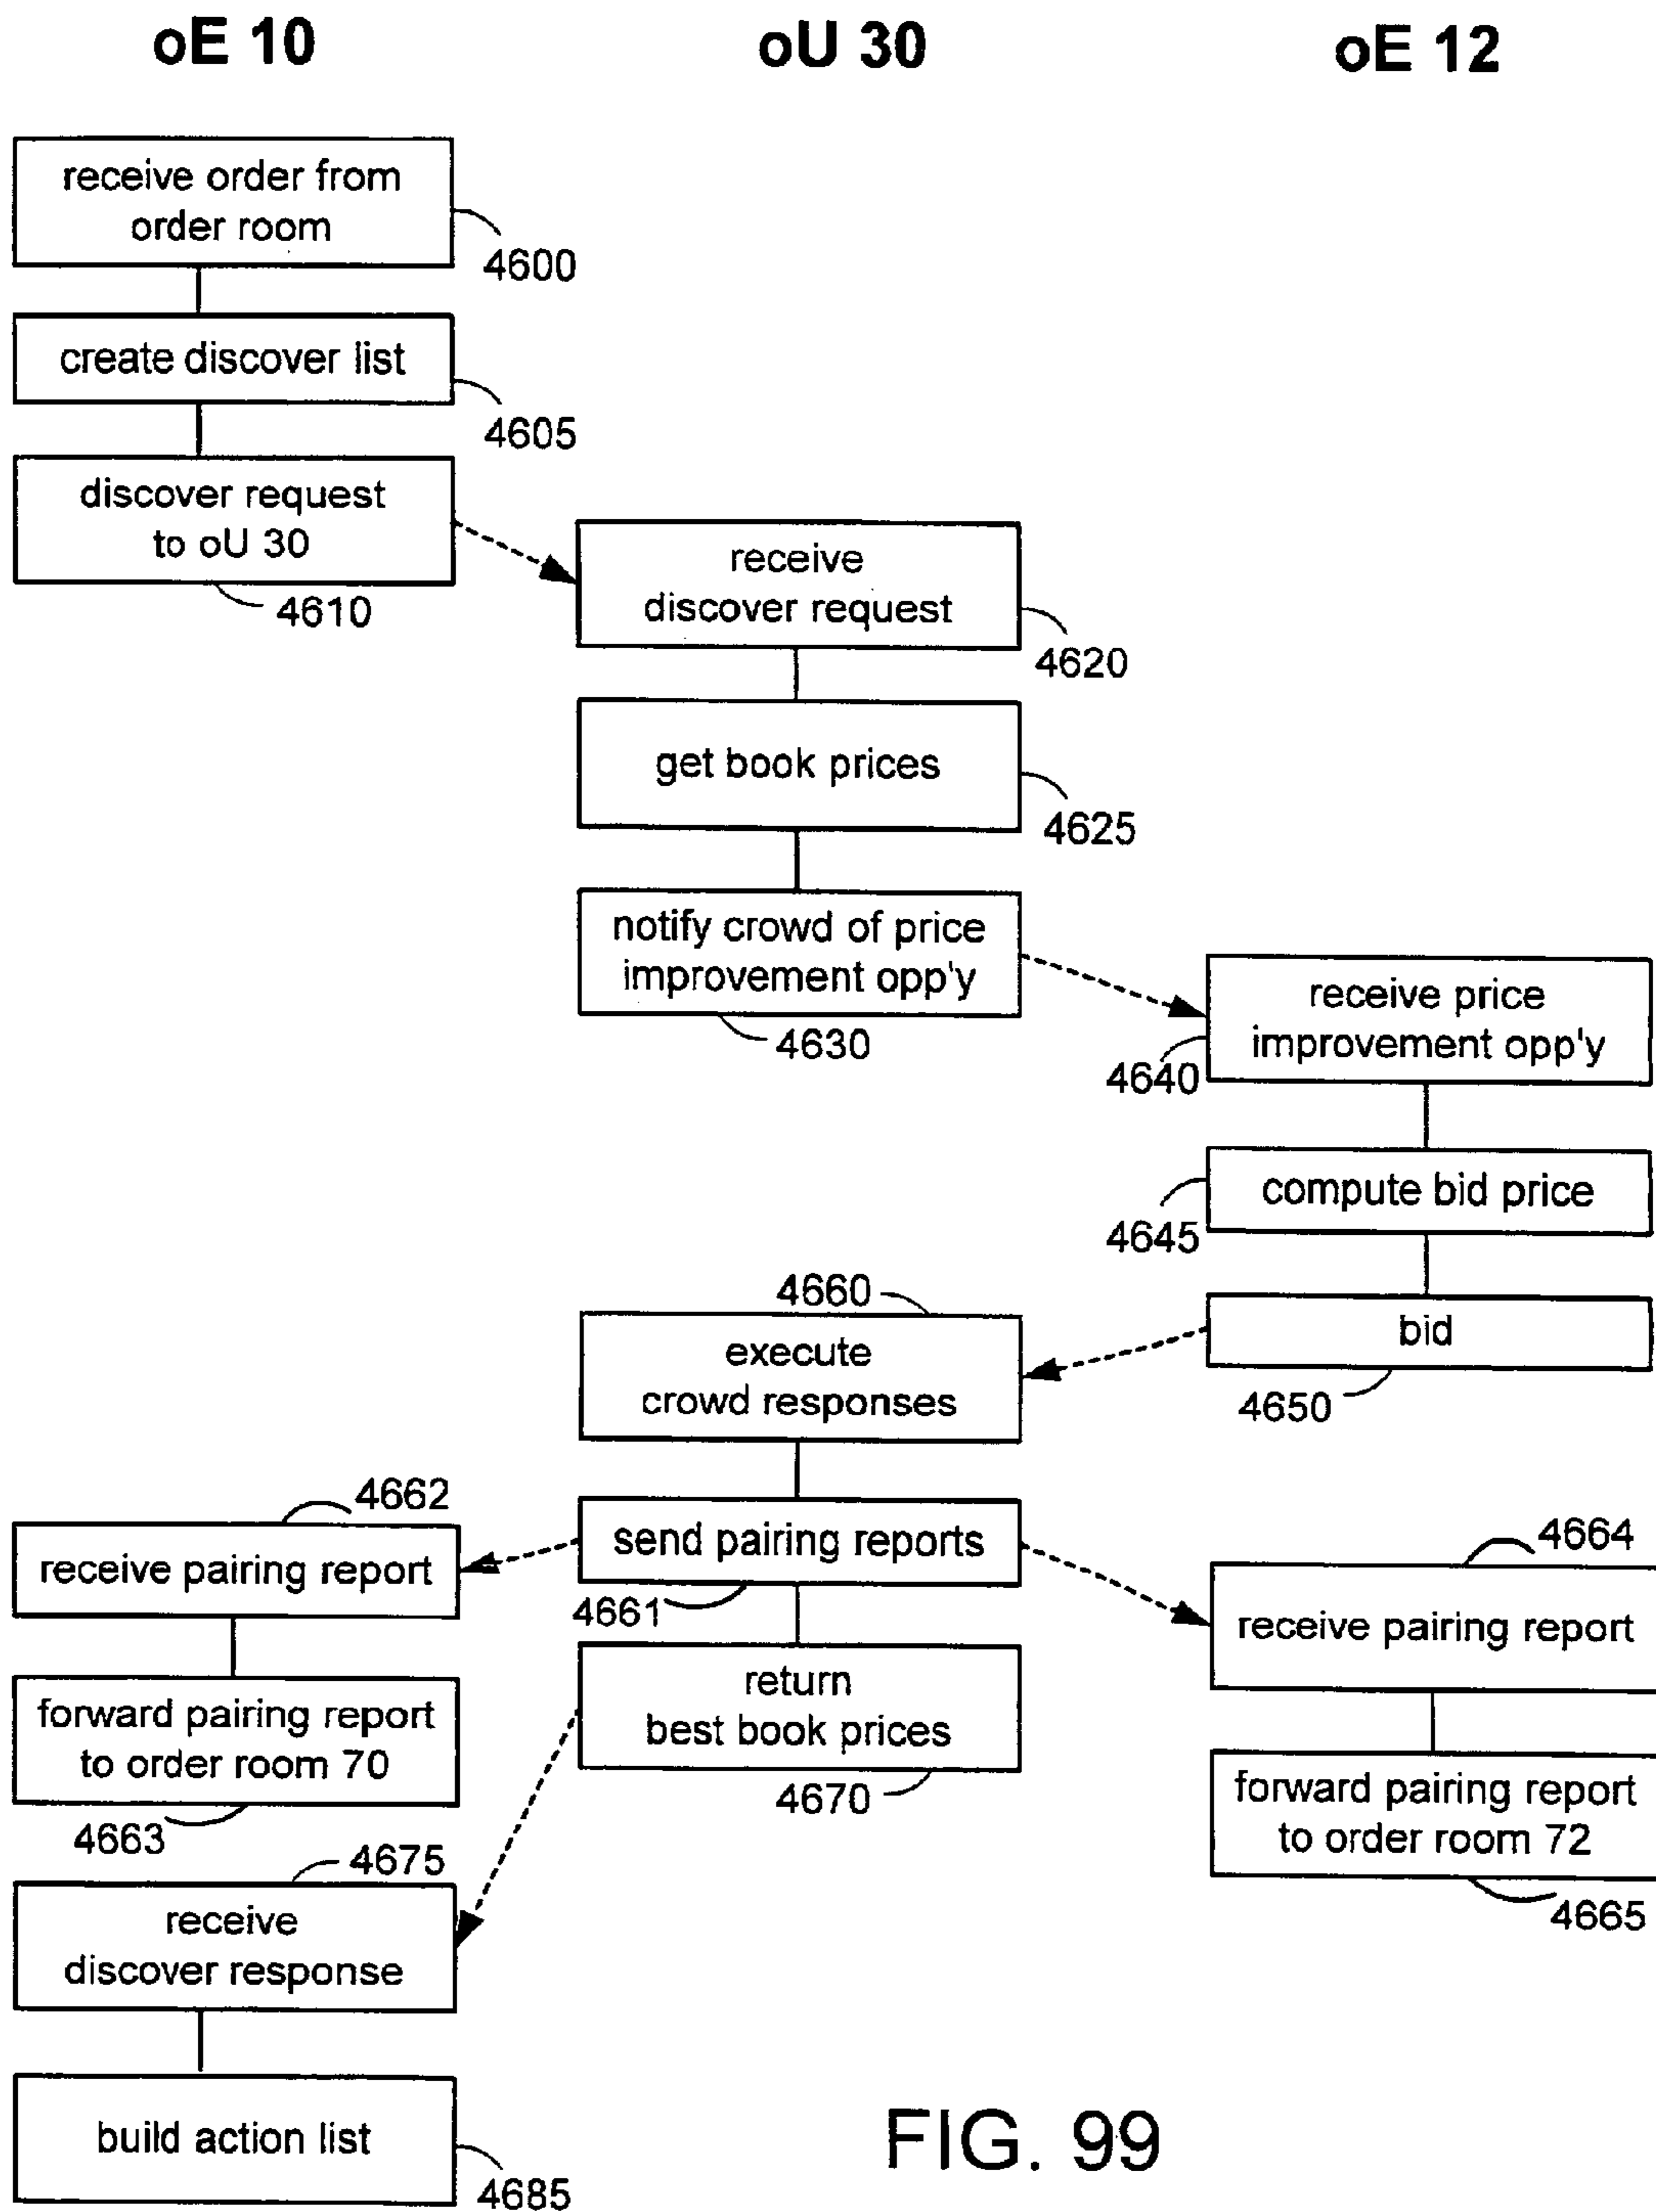 oE 10
oU 30
oE 12
receive order from
order room
4600
create discover list
4605
discover request
to oU 30
4610
receive
discover request
4620
get book prices
4625
notify crowd of price
improvement opp'y
4630
receive price
improvement opp'y
4640
compute bid price
4645
bid
4650
4660
execute
crowd responses
send pairing reports
4661
4662
receive pairing report
forward pairing report
to order room 70
4663
4664
receive pairing report
forward pairing report
to order room 72
4665
return
best book prices
4670
4675
receive
discover response
build action list
4685
FIG. 99